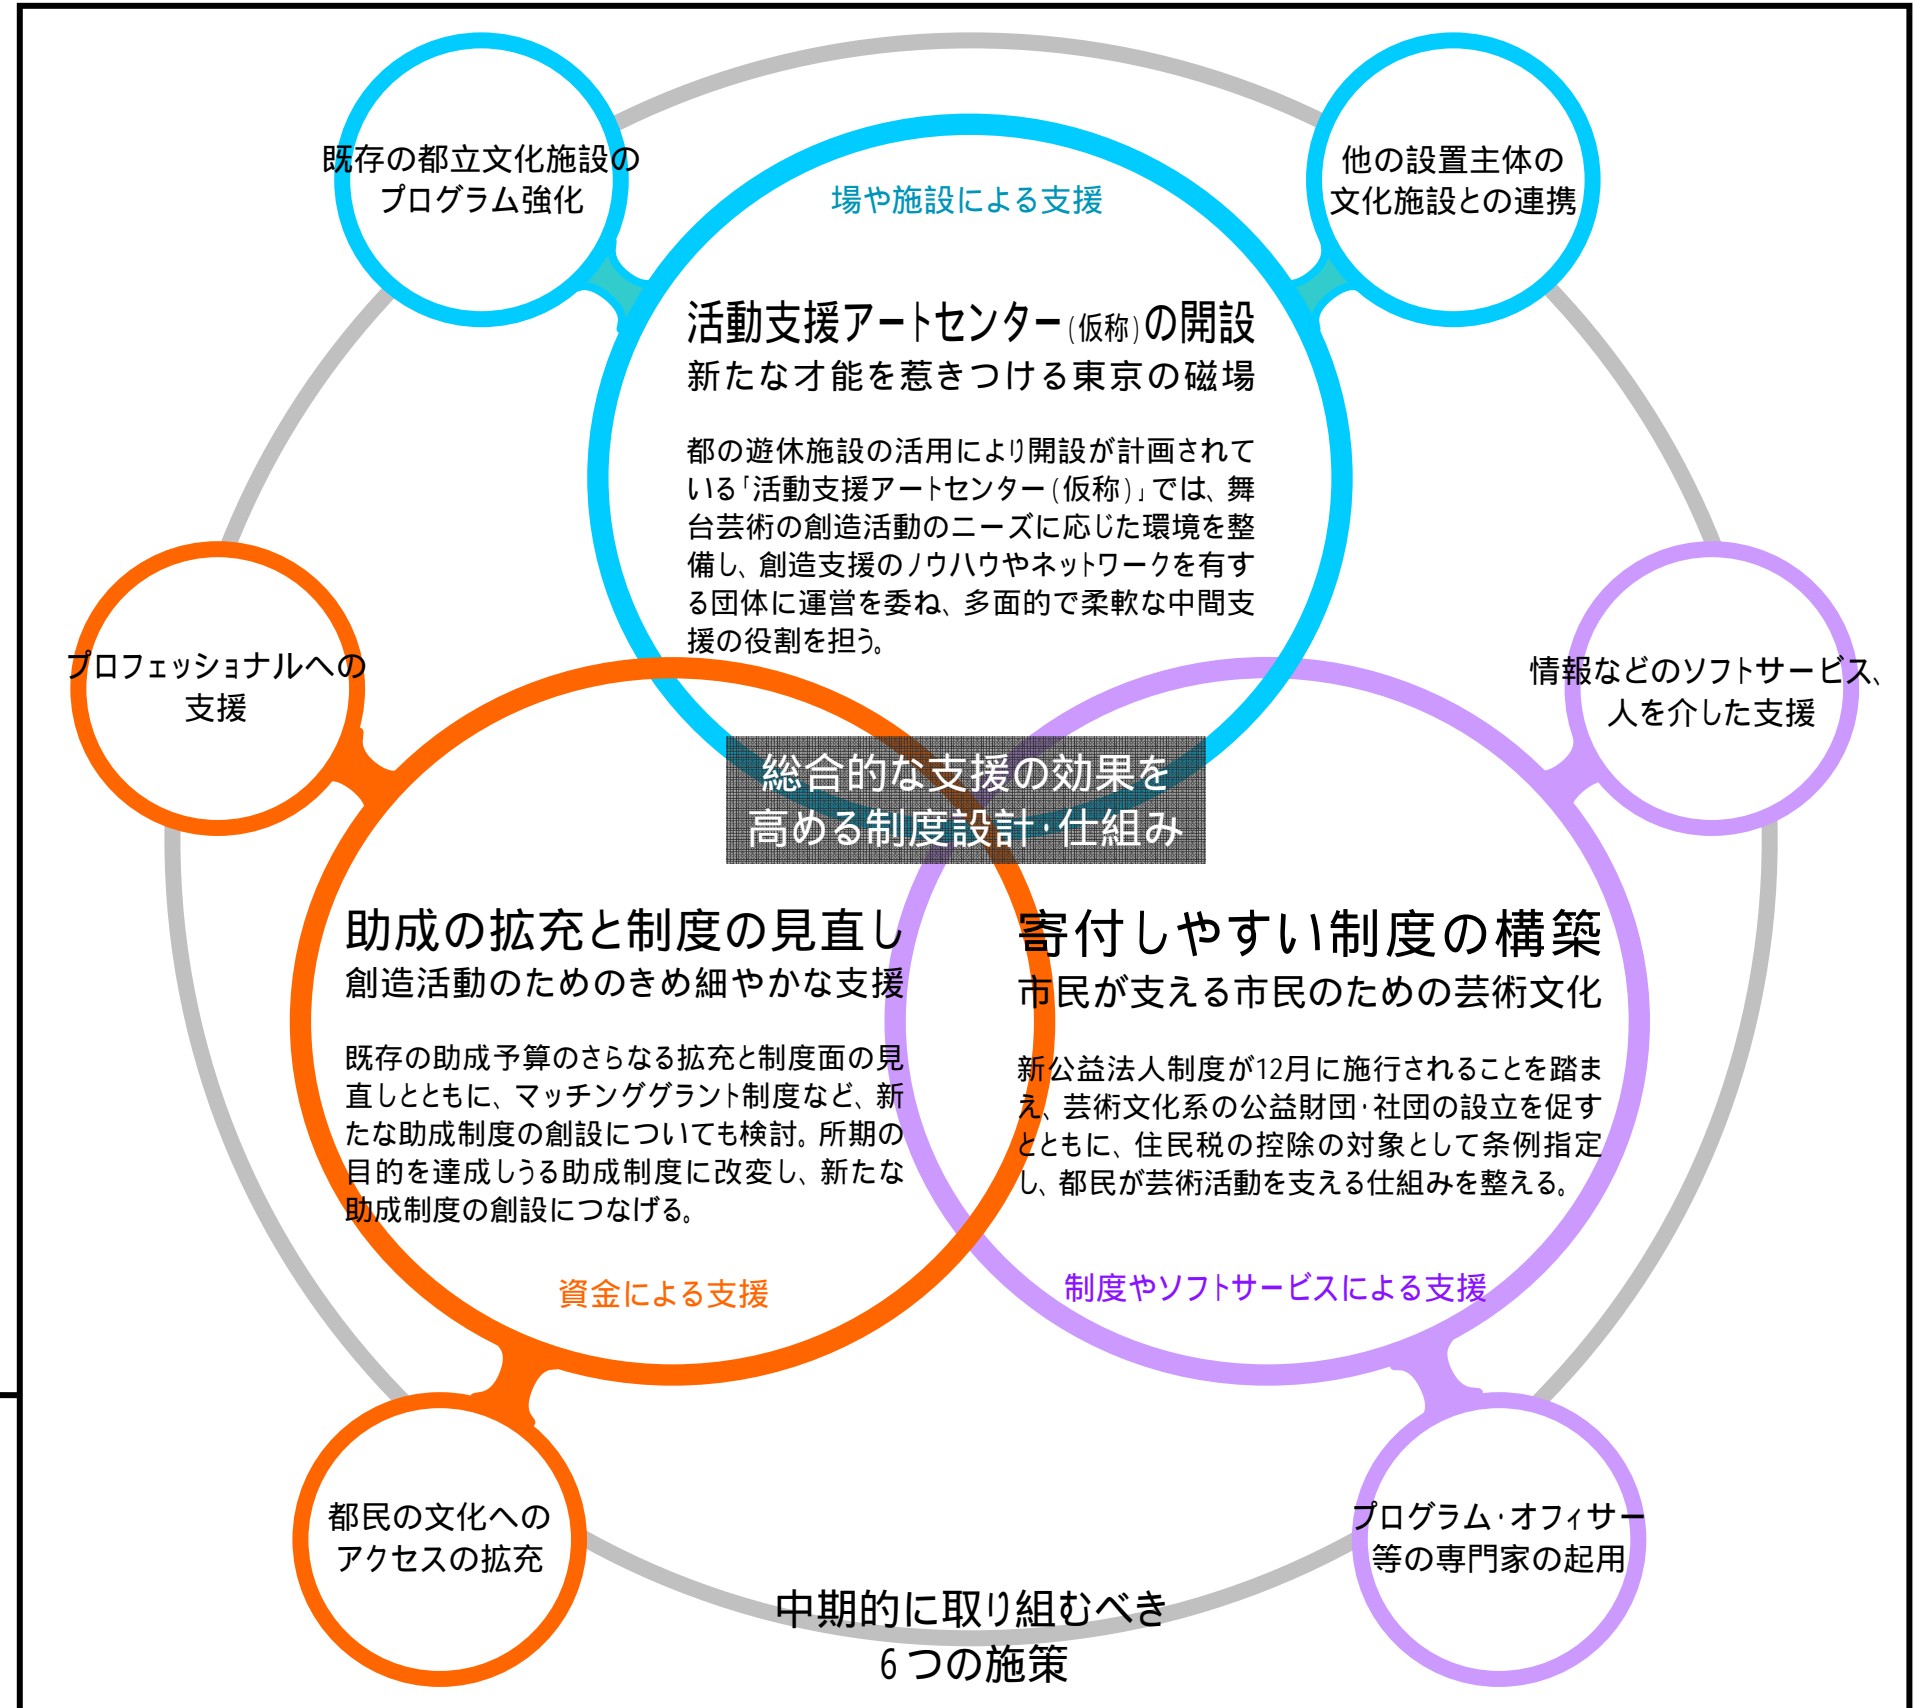 既存の都立文化施設の
プログラム強化
他の設置主体の
文化施設との連携
場や施設による支援
活動支援アートセンター(仮称)の開設
新たな才能を惹きつける東京の磁場
都の遊休施設の活用により開設が計画されて
いる「活動支援アートセンター(仮称)」では、舞
台芸術の創造活動のニーズに応じた環境を整
備し、創造支援のノウハウやネットワークを有す
る団体に運営を委ね、多面的で柔軟な中間支
援の役割を担う。
プロフェッショナルへの
支援
情報などのソフトサービス、
人を介した支援
総合的な支援の効果を
高める制度設計・仕組み
助成の拡充と制度の見直し
創造活動のためのきめ細やかな支援
既存の助成予算のさらなる拡充と制度面の見
直しとともに、マッチンググラント制度など、新
たな助成制度の創設についても検討。所期の
目的を達成しうる助成制度に改変し、新たな
助成制度の創設につなげる。
資金による支援
寄付しやすい制度の構築
市民が支える市民のための芸術文化
新公益法人制度が12月に施行されることを踏ま
え、芸術文化系の公益財団・社団の設立を促す
とともに、住民税の控除の対象として条例指定
し、都民が芸術活動を支える仕組みを整える。
制度やソフトサービスによる支援
都民の文化への
アクセスの拡充
プログラム・オフィサー
等の専門家の起用
中期的に取り組むべき
6つの施策